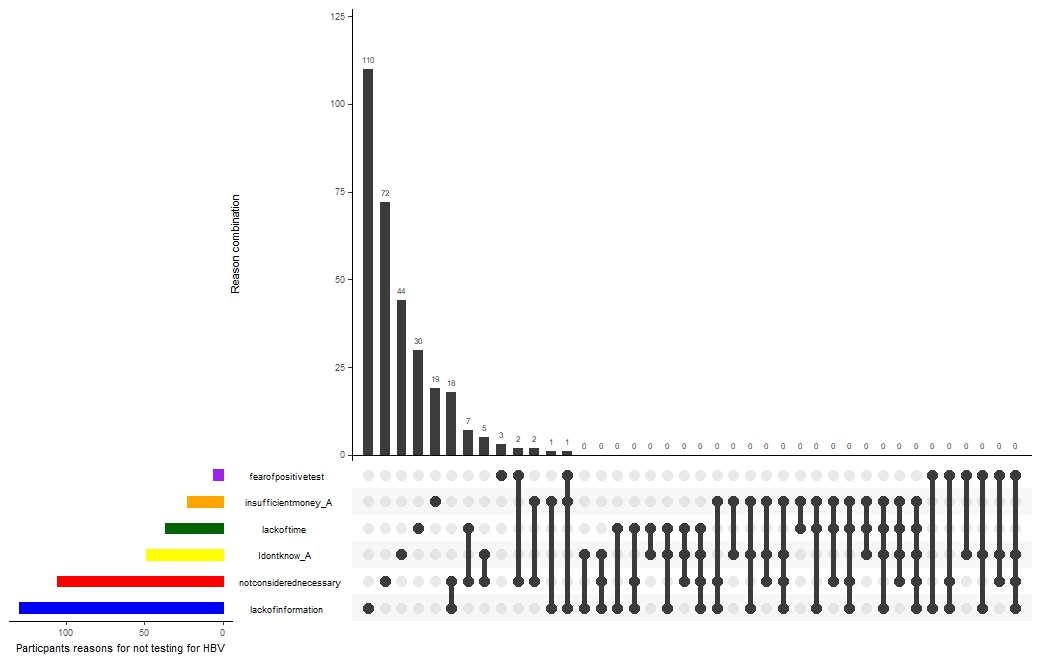 125
110
100
Reason combination
75
72
50
44
30
25
19
18
7
5
3
2
2
1
1
0 0 0 0 0 0 0 0 0 0 0 0 0 0 0 0 0 0 0 0 0 0 0 0 0 0 0
0
fearofpositivetest
insufficientmoney_A
lackoftime
Idontknow_A
notconsiderednecessary
lackofinformation
100 50 0
Particpants reasons for not testing for HBV